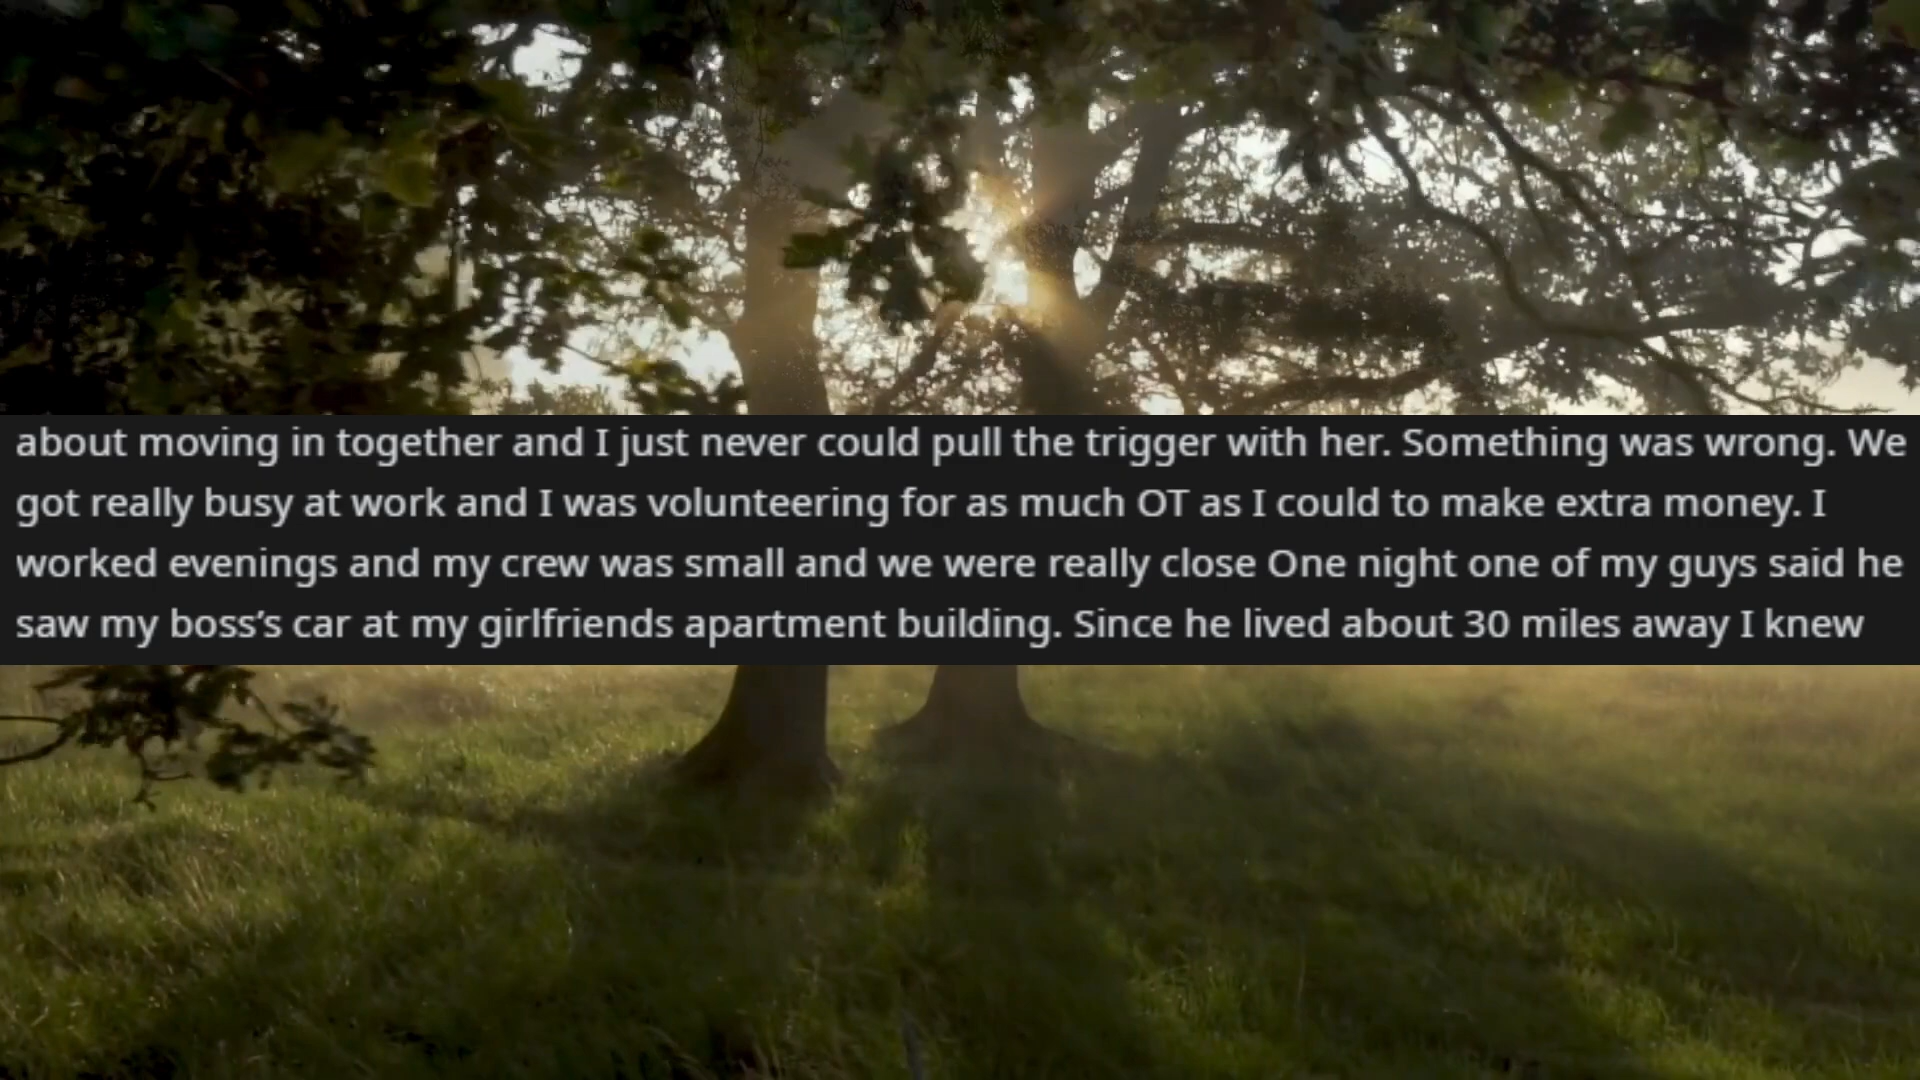 about moving in together and I just never could pull the trigger with her. Something was wrong. We
got really busy at work and I was volunteering for as much OT as I could to make extra money. I
worked evenings and my crew was small and we were really close One night one of my guys said he
saw my boss’s car at my girlfriends apartment building. Since he lived about 30 miles away I knew